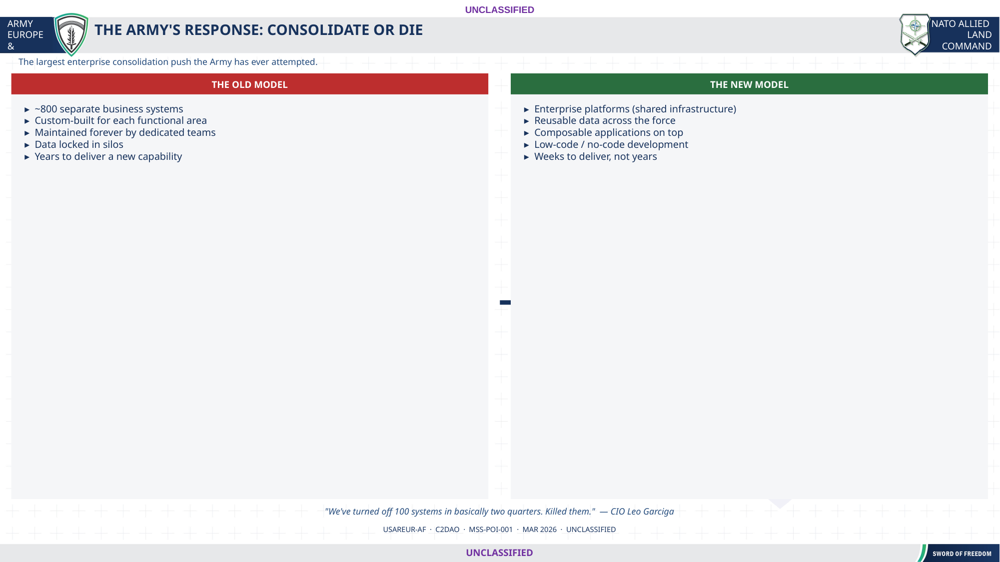 UNCLASSIFIED
ARMY
EUROPE
&
THE ARMY'S RESPONSE: CONSOLIDATE OR DIE
NATO ALLIED
LAND
COMMAND
The largest enterprise consolidation push the Army has ever attempted.
THE OLD MODEL
▸ ~800 separate business systems
▸ Custom-built for each functional area
▸ Maintained forever by dedicated teams
▸ Data locked in silos
▸ Years to deliver a new capability
THE NEW MODEL
▸ Enterprise platforms (shared infrastructure)
▸ Reusable data across the force
▸ Composable applications on top
▸ Low-code / no-code development
▸ Weeks to deliver, not years
"We've turned off 100 systems in basically two quarters. Killed them." — CIO Leo Garciga
USAREUR-AF · C2DAO · MSS-POI-001 · MAR 2026 · UNCLASSIFIED
UNCLASSIFIED
SWORD OF FREEDOM